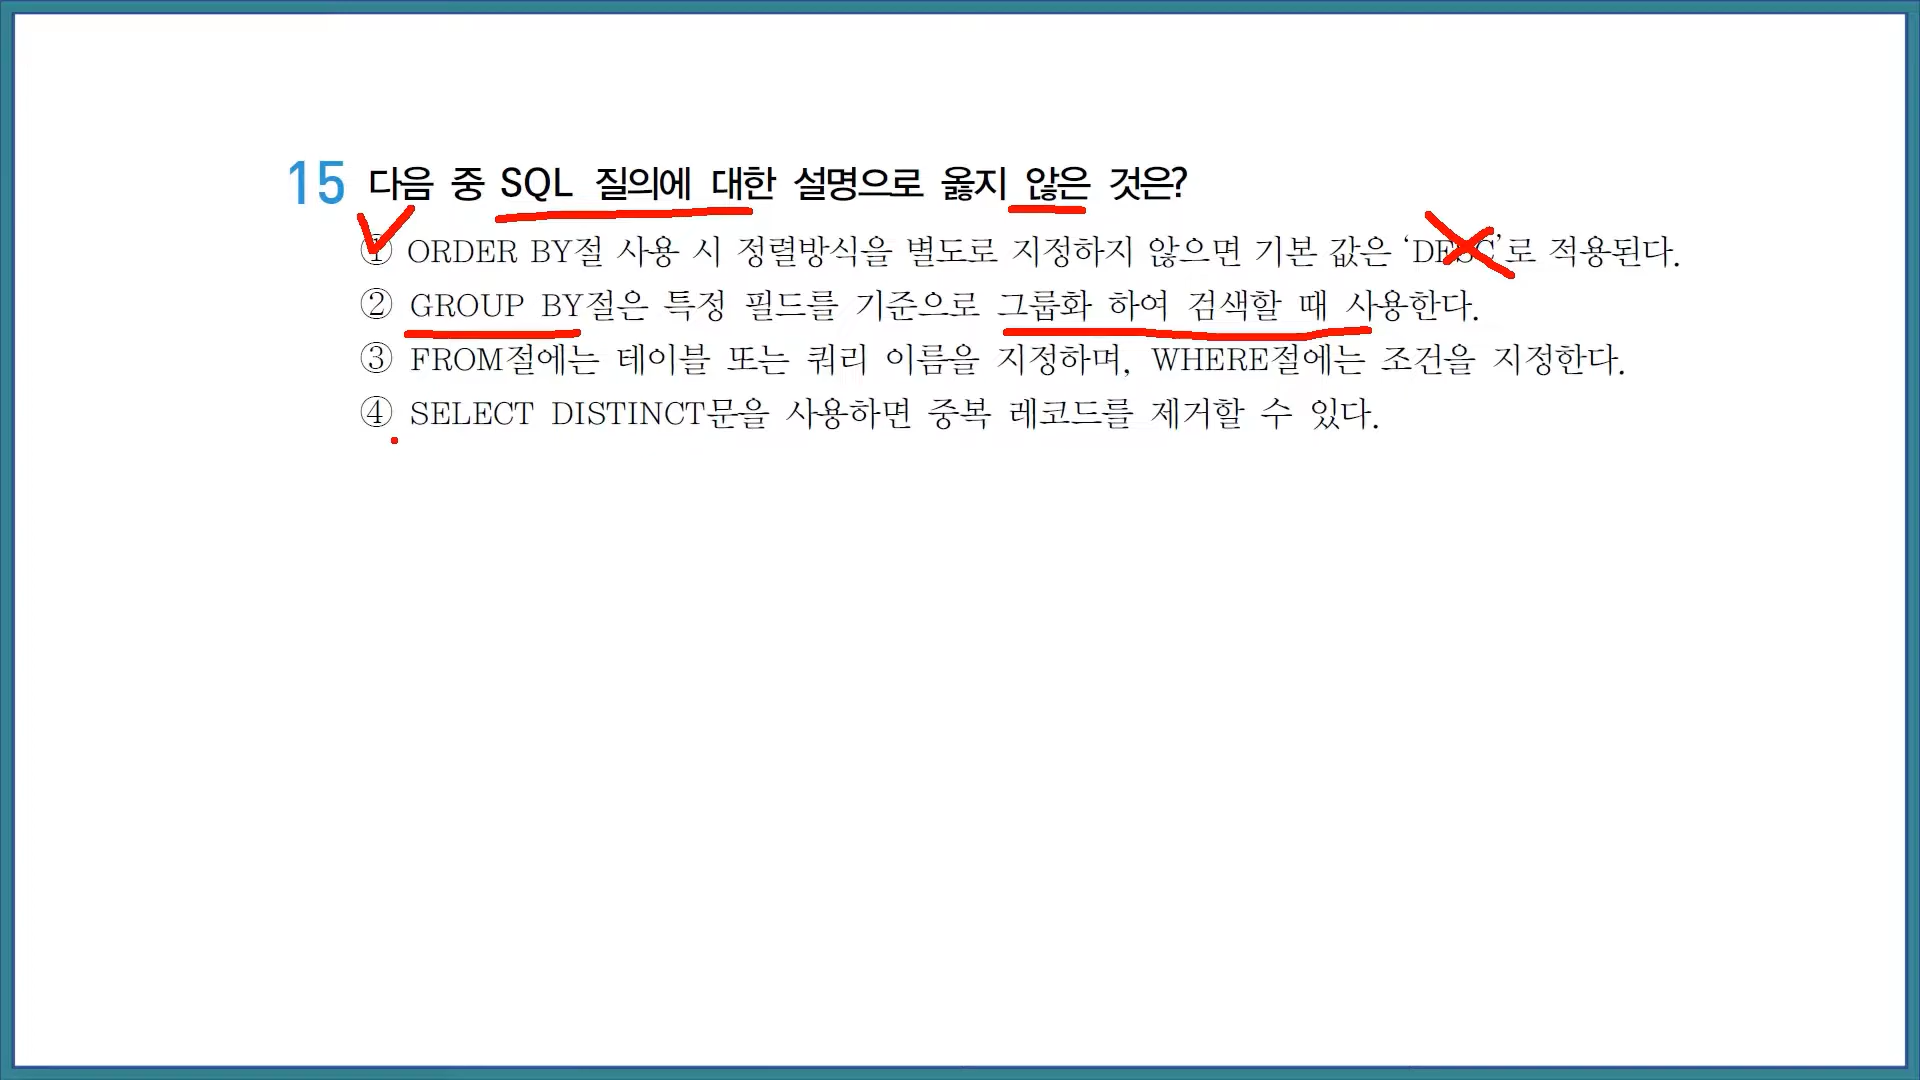 15 다음 중 SQL 질의에 대한 설명으로 옳지 않은 것은?
① ORDER BY절 사용 시 정렬방식을 별도로 지정하지 않으면 기본 값은 ‘DESC’로 적용된다.
② GROUP BY절은 특정 필드를 기준으로 그룹화 하여 검색할 때 사용한다.
③ FROM절에는 테이블 또는 쿼리 이름을 지정하며, WHERE절에는 조건을 지정한다.
④ SELECT DISTINCT문을 사용하면 중복 레코드를 제거할 수 있다.